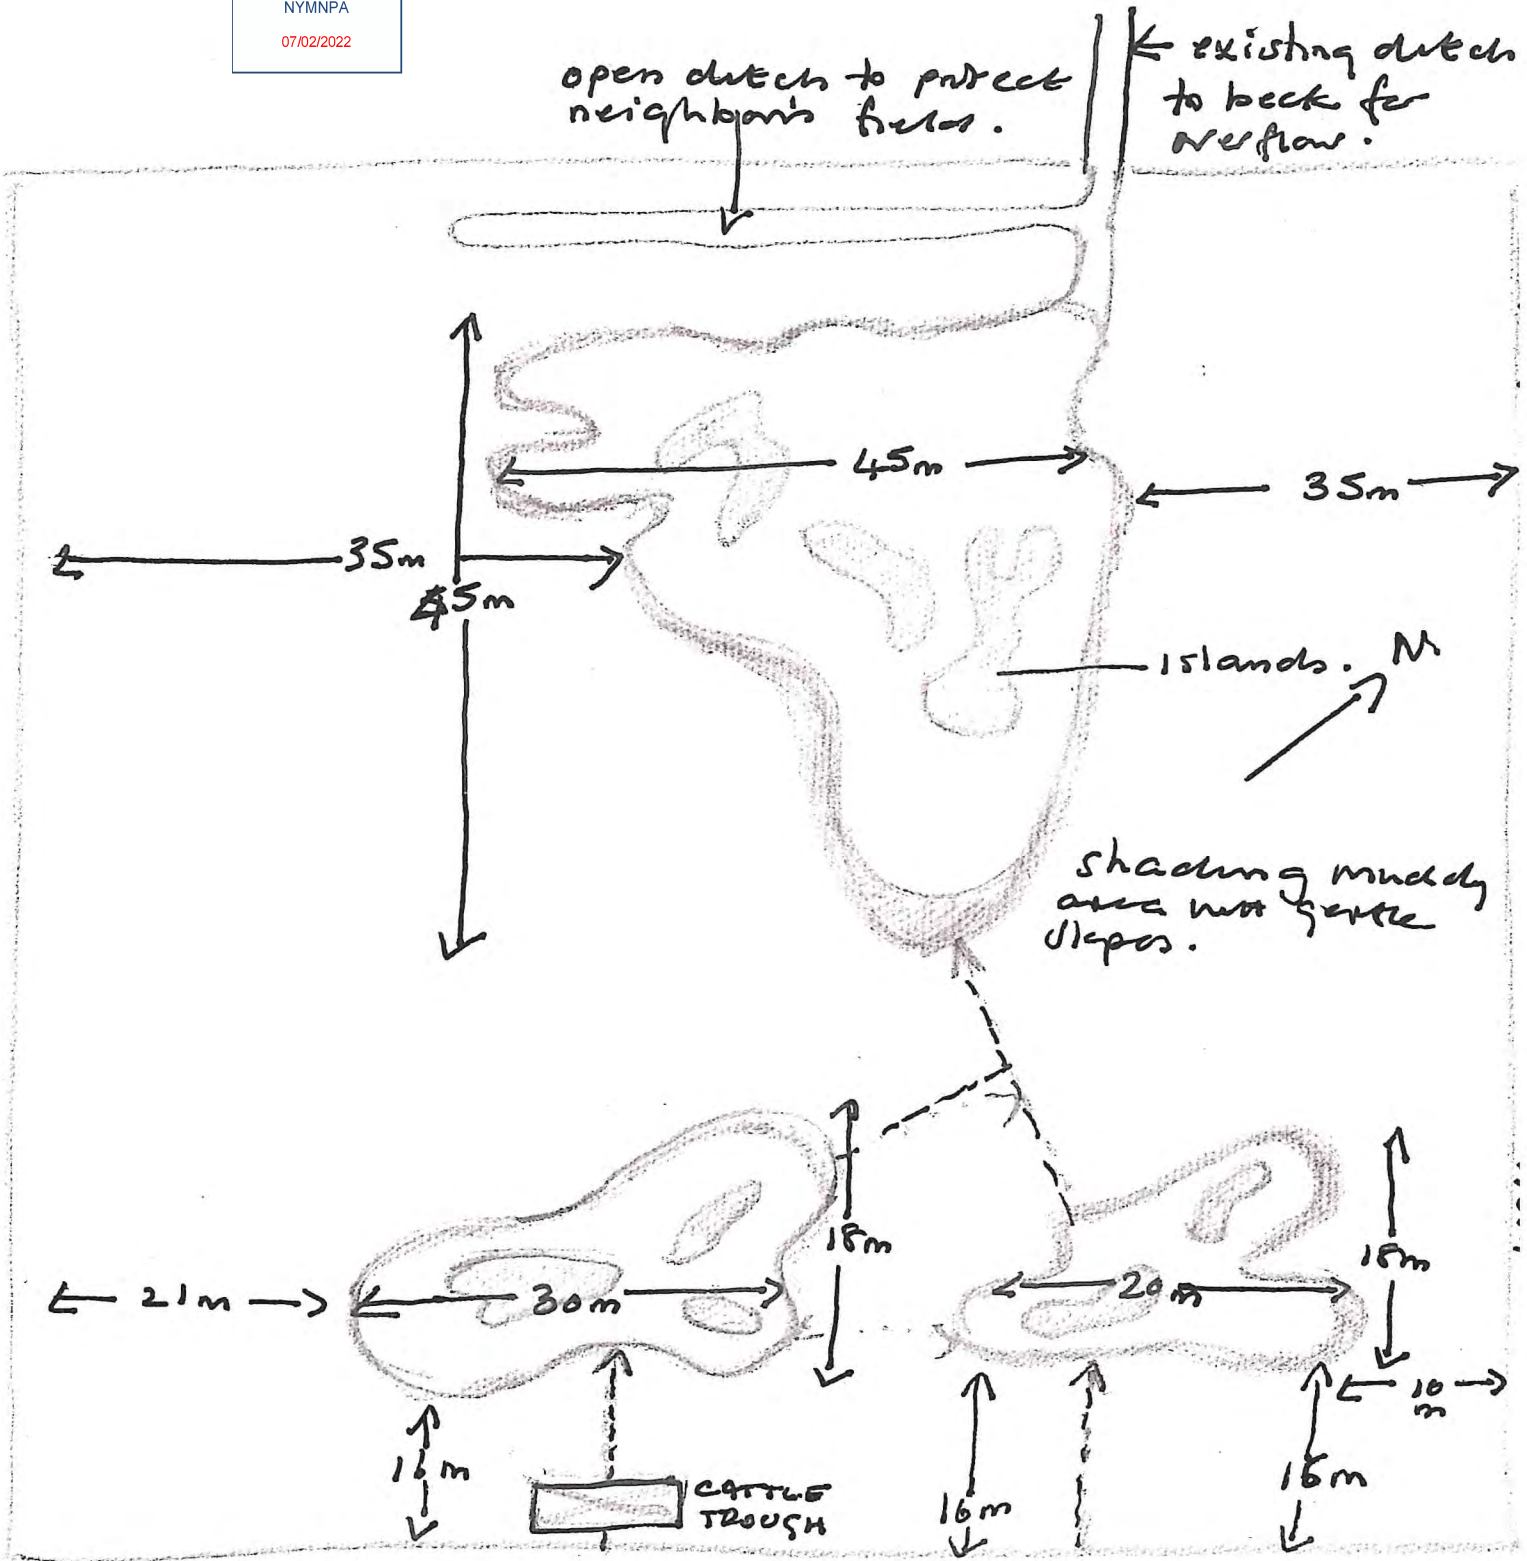 NYMNPA
07/02/2022
open ditch to protect
neighbour's field.
existing ditch
to beck for
overflow.
45m
35m
35m
45m
Islands.
N
shading muddy
area with gentle
slopes.
18m
18m
21m
30m
20m
10
m
16m
CATTLE
TROUGH
16m
16m